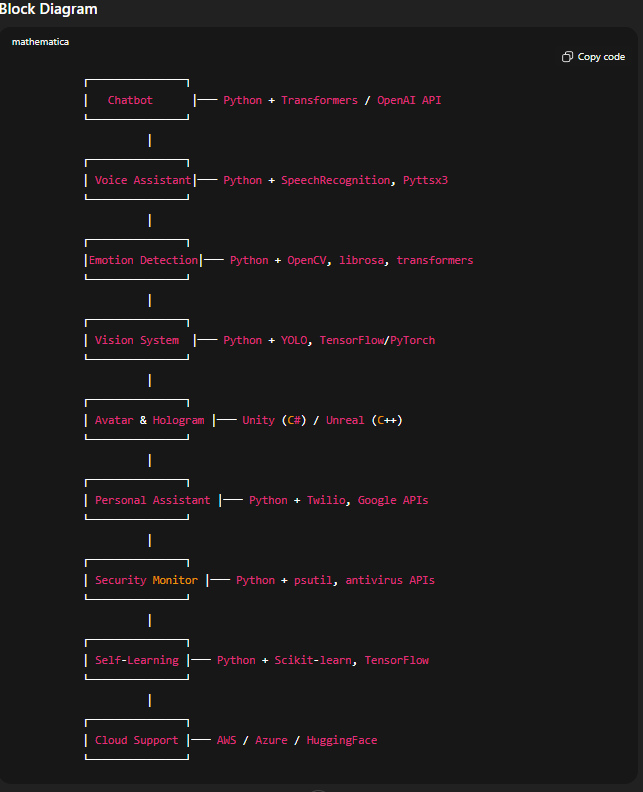 Block Diagram
mathematica
Copy code
Chatbot Python + Transformers / OpenAI API
Voice Assistant Python + SpeechRecognition, Pyttsx3
Emotion Detection Python + OpenCV, librosa, transformers
Vision System Python + YOLO, TensorFlow/PyTorch
Avatar & Hologram Unity (C#) / Unreal (C++)
Personal Assistant Python + Twilio, Google APIs
Security Monitor Python + psutil, antivirus APIs
Self-Learning Python + Scikit-learn, TensorFlow
Cloud Support AWS / Azure / HuggingFace